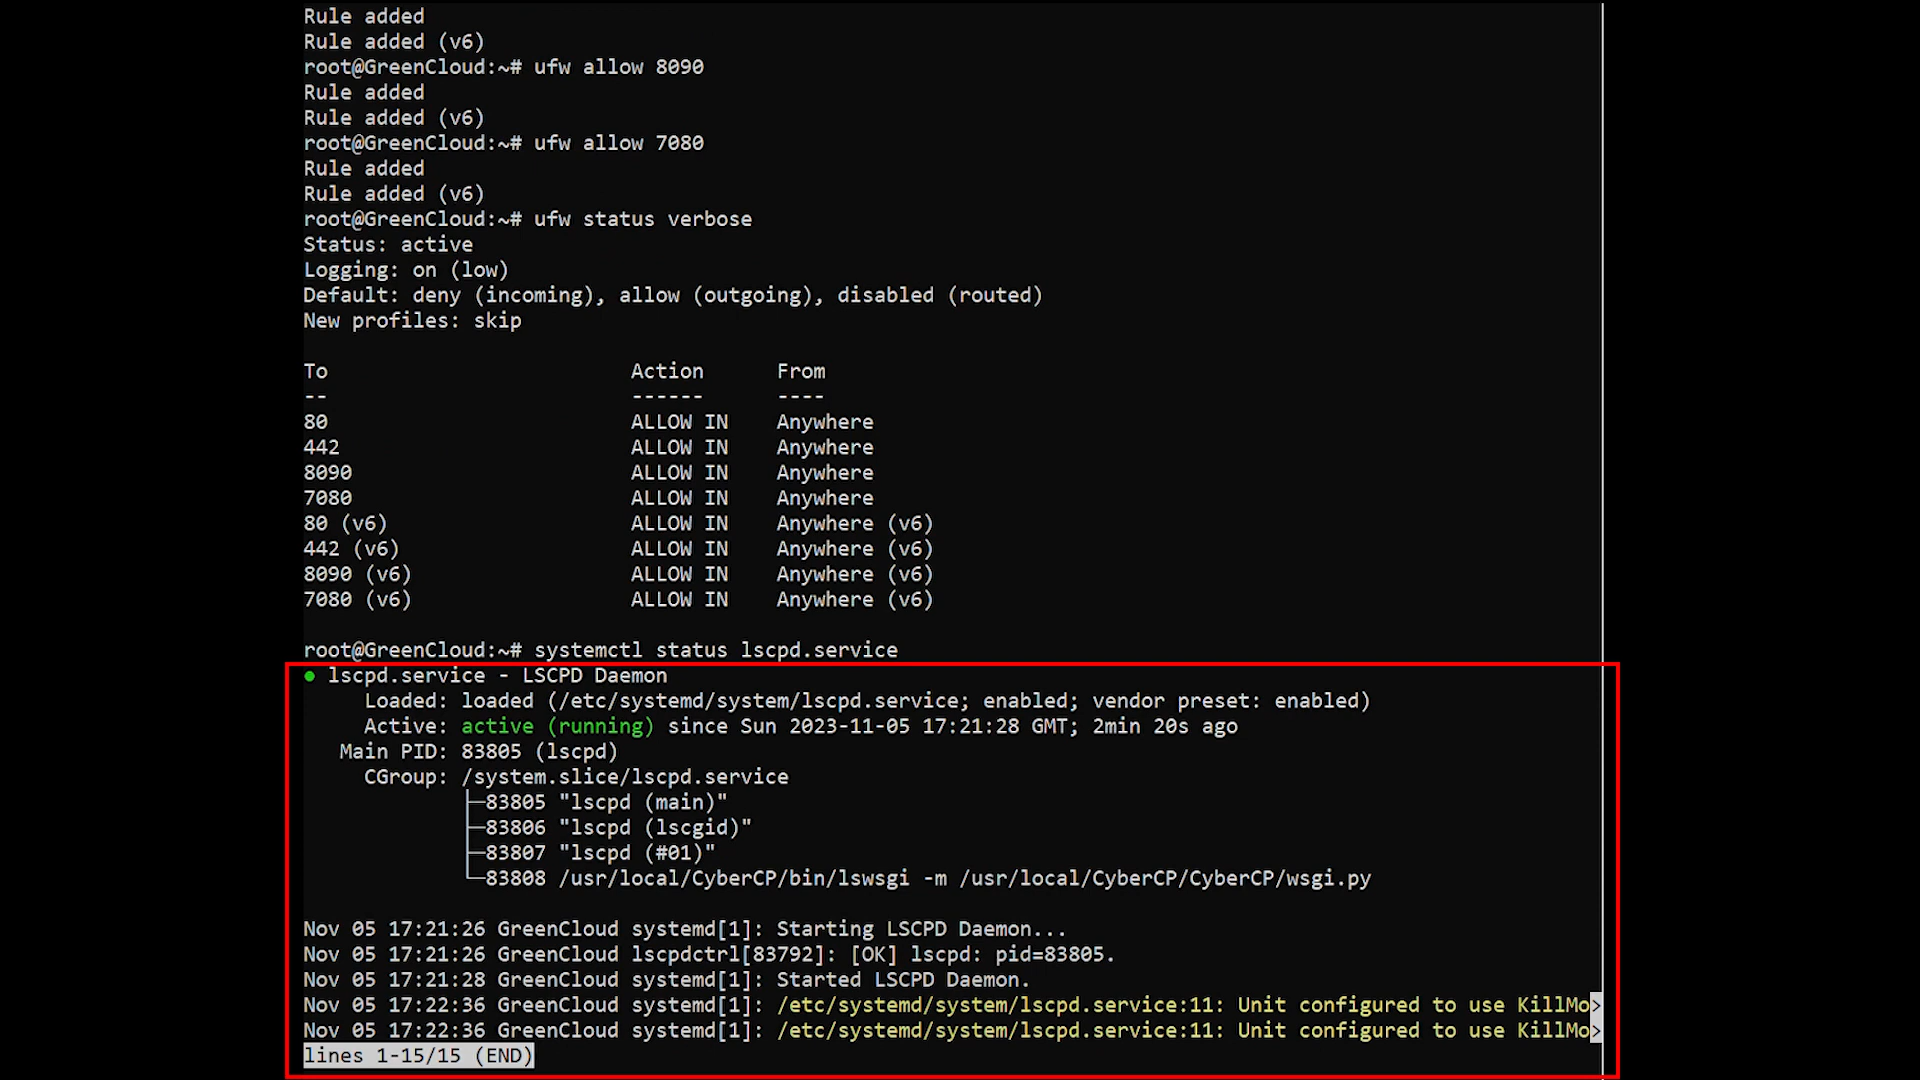 Rule added
Rule added (v6)
root@GreenCloud:~# ufw allow 8090
Rule added
Rule added (v6)
root@GreenCloud:~# ufw allow 7080
Rule added
Rule added (v6)
root@GreenCloud:~# ufw status verbose
Status: active
Logging: on (low)
Default: deny (incoming), allow (outgoing), disabled (routed)
New profiles: skip
To Action From
-- ------ ----
80 ALLOW IN Anywhere
442 ALLOW IN Anywhere
8090 ALLOW IN Anywhere
7080 ALLOW IN Anywhere
80 (v6) ALLOW IN Anywhere (v6)
442 (v6) ALLOW IN Anywhere (v6)
8090 (v6) ALLOW IN Anywhere (v6)
7080 (v6) ALLOW IN Anywhere (v6)
root@GreenCloud:~# systemctl status lscpd.service
● lscpd.service - LSCPD Daemon
Loaded: loaded (/etc/systemd/system/lscpd.service; enabled; vendor preset: enabled)
Active: active (running) since Sun 2023-11-05 17:21:28 GMT; 2min 20s ago
Main PID: 83805 (lscpd)
CGroup: /system.slice/lscpd.service
├─83805 "lscpd (main)"
├─83806 "lscpd (lscgid)"
├─83807 "lscpd (#01)"
└─83808 /usr/local/CyberCP/bin/lswsgi -m /usr/local/CyberCP/CyberCP/wsgi.py
Nov 05 17:21:26 GreenCloud systemd[1]: Starting LSCPD Daemon...
Nov 05 17:21:26 GreenCloud lscpdctrl[83792]: [OK] lscpd: pid=83805.
Nov 05 17:21:28 GreenCloud systemd[1]: Started LSCPD Daemon.
Nov 05 17:22:36 GreenCloud systemd[1]: /etc/systemd/system/lscpd.service:11: Unit configured to use KillMo>
Nov 05 17:22:36 GreenCloud systemd[1]: /etc/systemd/system/lscpd.service:11: Unit configured to use KillMo>
lines 1-15/15 (END)